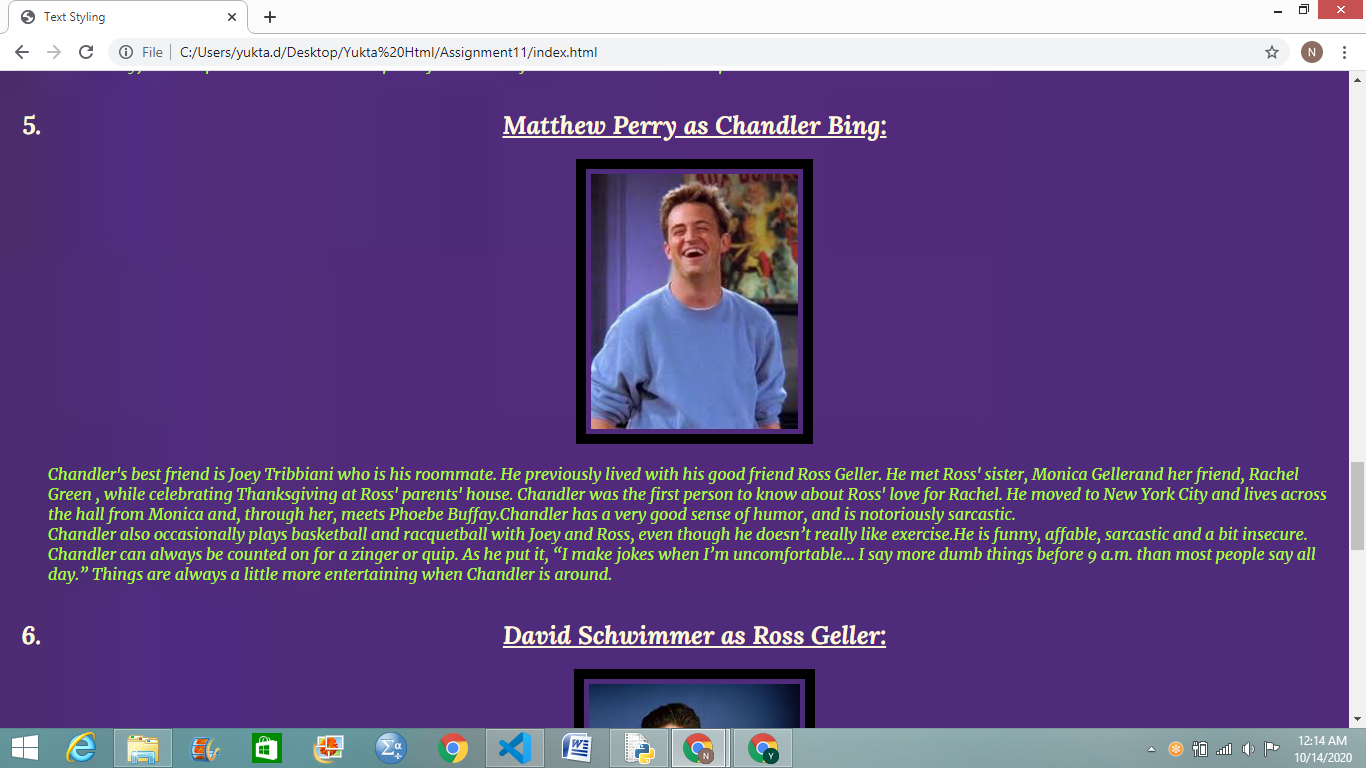 Text Styling
N
File
C:/Users/yukta.d/Desktop/Yukta%20Html/Assignment11/index.html
5.
Matthew Perry as Chandler Bing:
Chandler's best friend is Joey Tribbiani who is his roommate. He previously lived with his good friend Ross Geller. He met Ross' sister, Monica Gellerand her friend, Rachel
Green , while celebrating Thanksgiving at Ross' parents' house. Chandler was the first person to know about Ross' love for Rachel. He moved to New York City and lives across
the hall from Monica and, through her, meets Phoebe Buffay.Chandler has a very good sense of humor, and is notoriously sarcastic.
Chandler also occasionally plays basketball and racquetball with Joey and Ross, even though he doesn’t really like exercise.He is funny, affable, sarcastic and a bit insecure.
Chandler can always be counted on for a zinger or quip. As he put it, “I make jokes when I’m uncomfortable… I say more dumb things before 9 a.m. than most people say all
day.” Things are always a little more entertaining when Chandler is around.
6.
David Schwimmer as Ross Geller:
N
Y
12:14 AM
10/14/2020